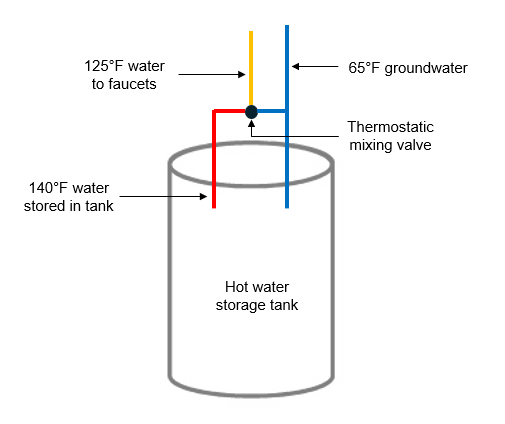 125°F water
to faucets
65°F groundwater
Thermostatic
mixing valve
140°F water
stored in tank
Hot water
storage tank